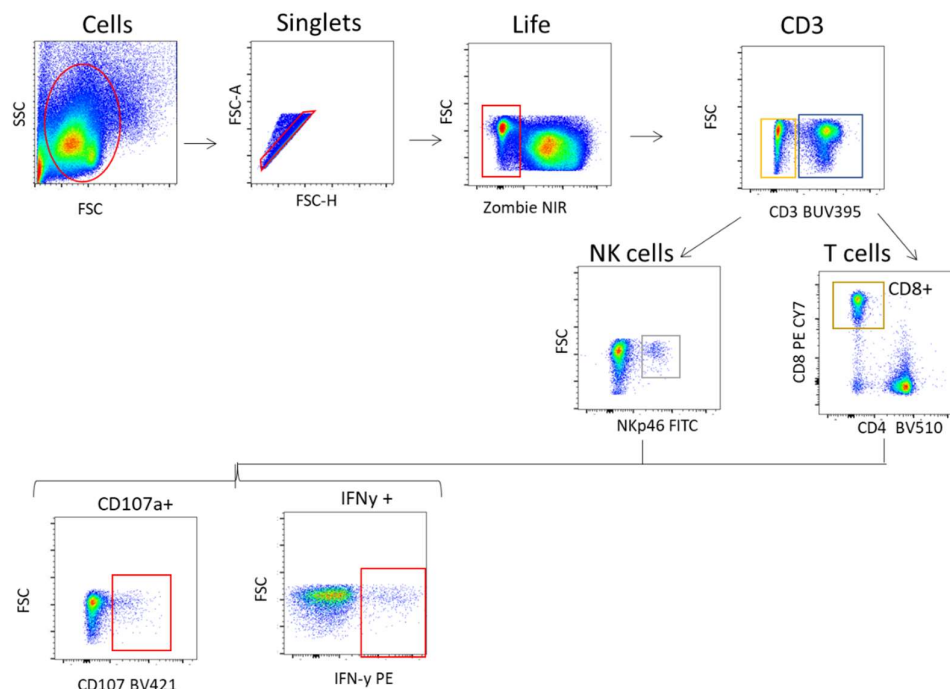 Cells
Singlets
Life
CD3
SSC
FSC
FSC-A
FSC-H
FSC
Zombie NIR
FSC
CD3 BUV395
NK cells
T cells
FSC
NKp46 FITC
CD8+
CD8 PE CY7
CD4 BV510
CD107a+
IFNy +
FSC
CD107 BV421
FSC
IFN-y PE